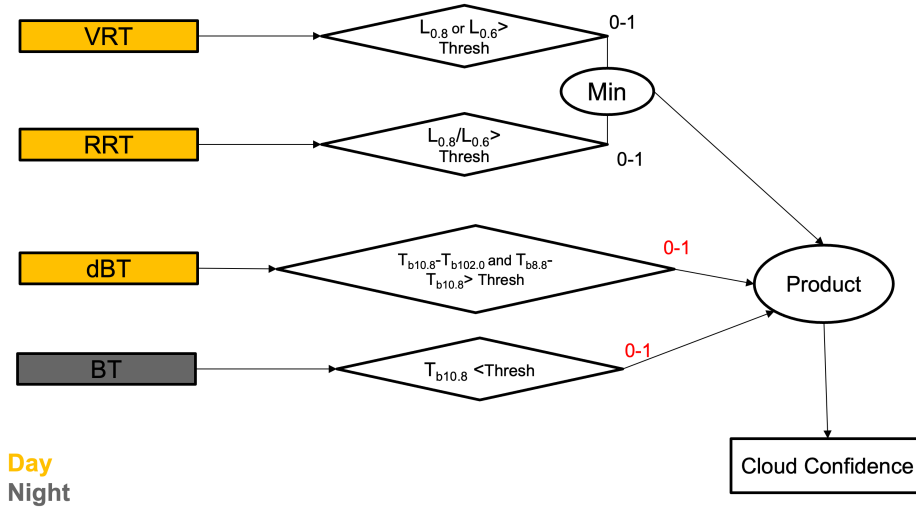 VRT
L0.8 or L0.6>
Thresh
0-1
Min
RRT
L0.8/L0.6>
Thresh
0-1
dBT
Tb10.8-Tb102.0 and Tb8.8-
Tb10.8> Thresh
0-1
Product
BT
Tb10.8 <Thresh
0-1
Day
Night
Cloud Confidence